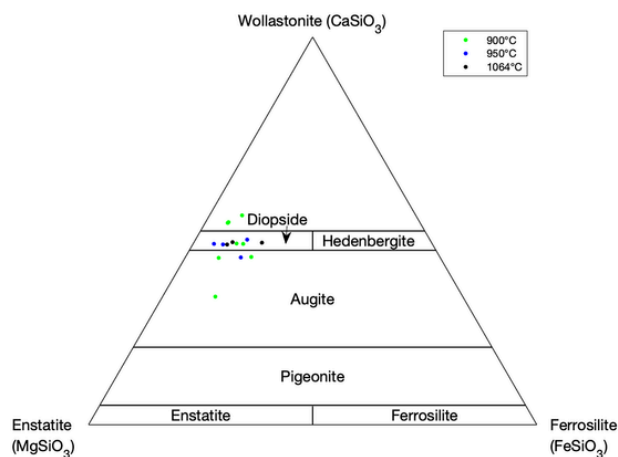 Wollastonite (CaSiO3)
900°C
950°C
1064°C
Diopside
Hedenbergite
Augite
Pigeonite
Enstatite
Ferrosilite
Enstatite
(MgSiO3)
Ferrosilite
(FeSiO3)